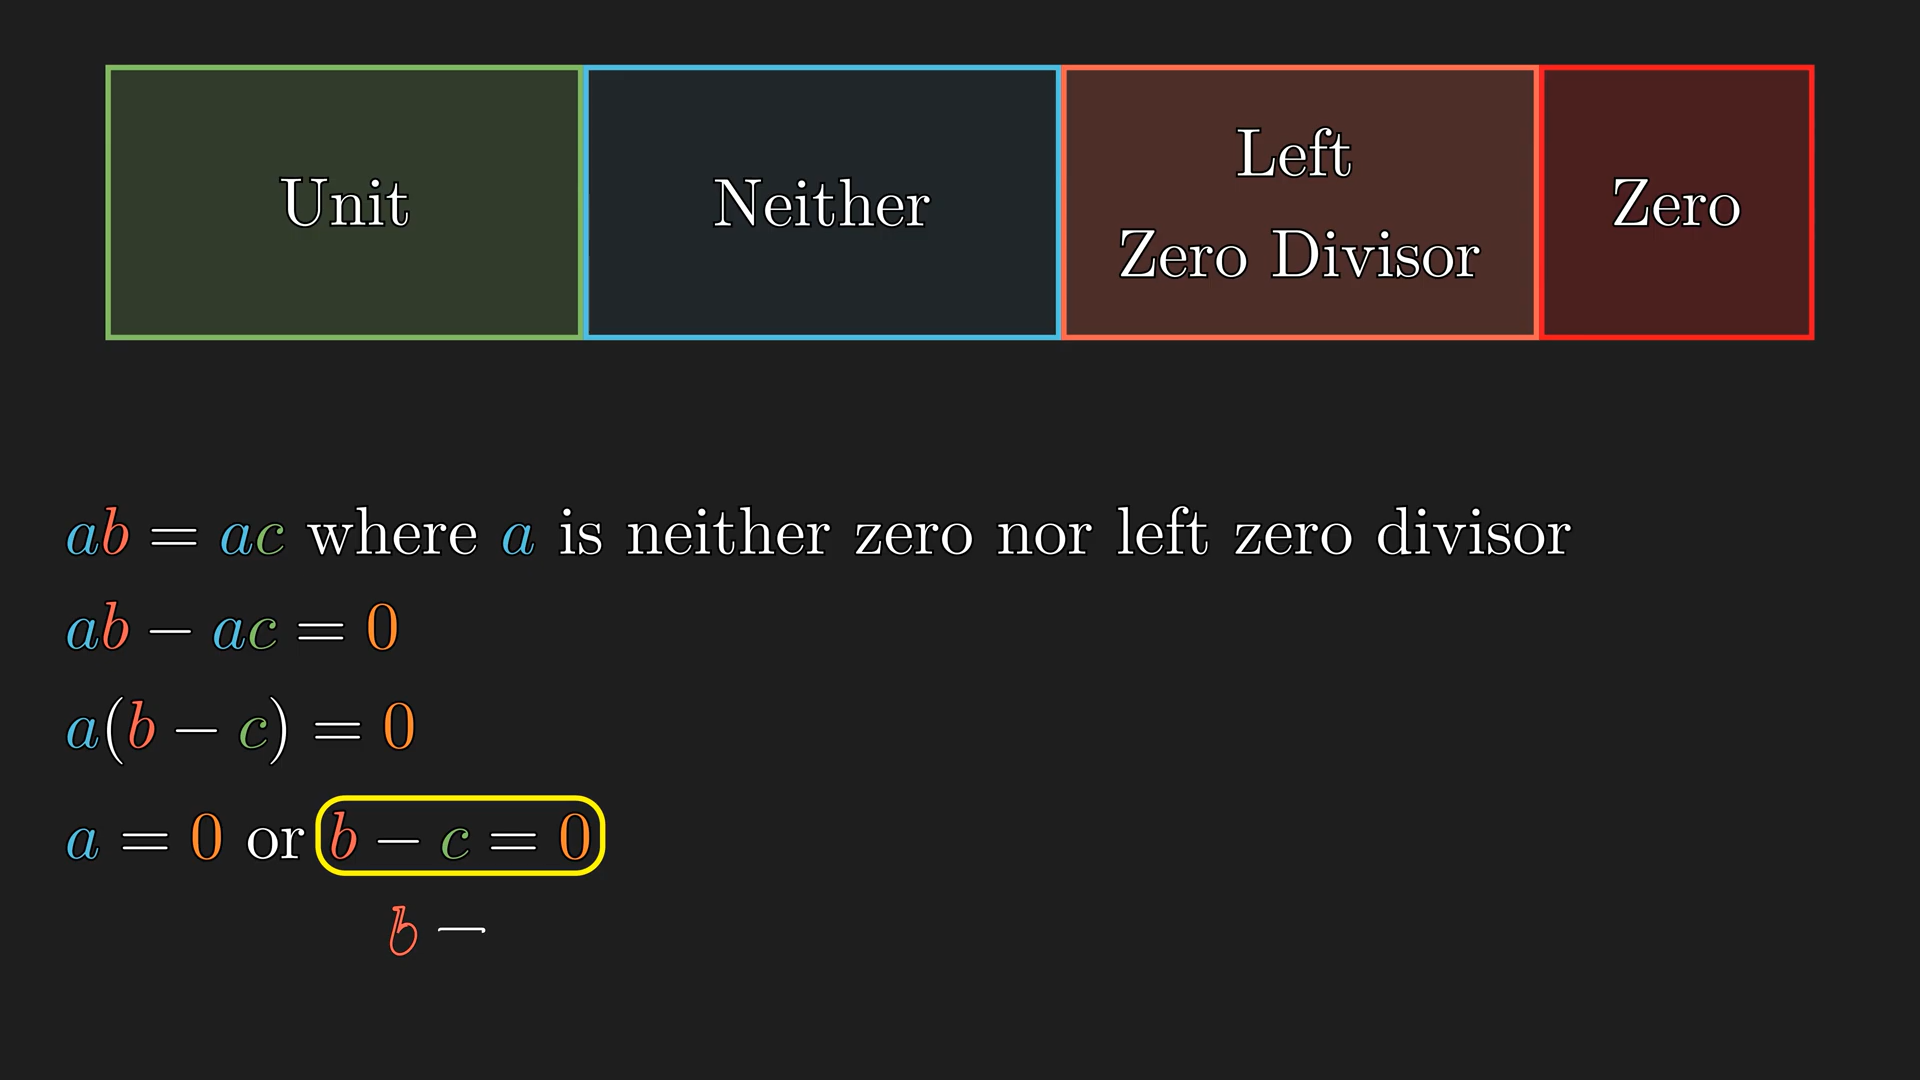 Unit
Neither
Left
Zero Divisor
Zero
ab = ac where a is neither zero nor left zero divisor
ab − ac = 0
a(b − c) = 0
a = 0 or b − c = 0
b −